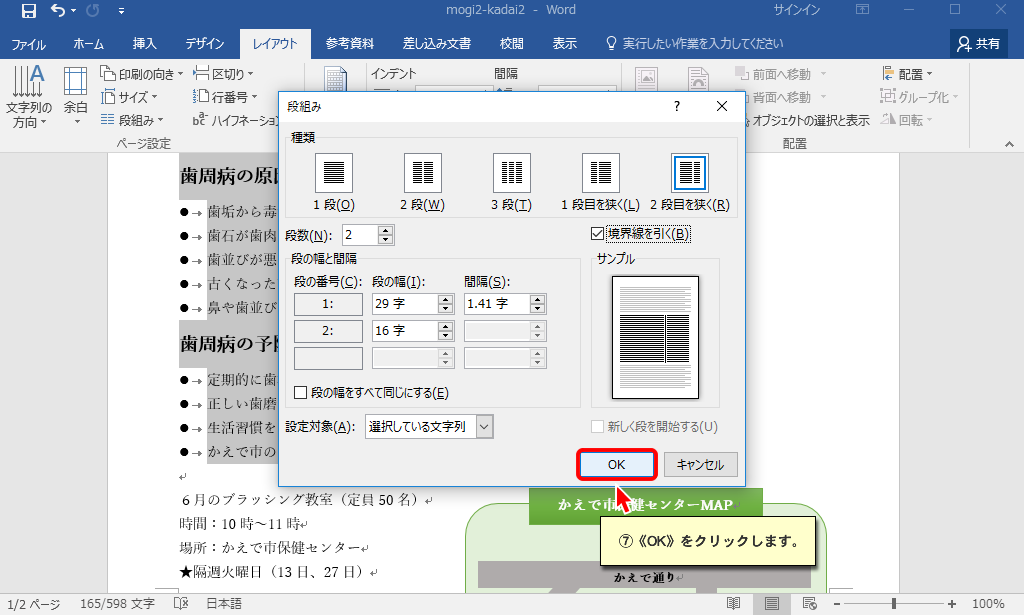 mogi2-kadai2 - Word
サインイン
ファイル ホーム 挿入 デザイン レイアウト 参考資料 差し込み文書 校閲 表示 実行したい作業を入力してください 共有
文字列の方向
余白
印刷の向き
サイズ
段組み
区切り
行番号
ハイフネーション
ページ設定
インデント
間隔
前面へ移動
背面へ移動
オブジェクトの選択と表示
配置
グループ化
回転
配置
段組み
?
種類
1 段(O) 2 段(W) 3 段(T) 1 段目を狭く(L) 2 段目を狭く(R)
段数(N): 2
境界線を引く(B)
段の幅と間隔
段の番号(C): 段の幅(I): 間隔(S):
1: 29 字 1.41 字
2: 16 字
段の幅をすべて同じにする(E)
サンプル
設定対象(A): 選択している文字列
新しく段を開始する(U)
OK
キャンセル
⑦《OK》をクリックします。
歯周病の原
● 歯垢から毒
● 歯石が歯肉
● 歯並びが悪
● 古くなった
● 鼻や歯並び
歯周病の予
● 定期的に歯
● 正しい歯磨
● 生活習慣を
● かえで市の
6月のブラッシング教室（定員 50 名）
時間：10 時～11 時
場所：かえで市保健センター
★隔週火曜日（13 日、27 日）
かえで市保健センターMAP
かえで通り
1/2 ページ 165/598 文字 日本語
100%